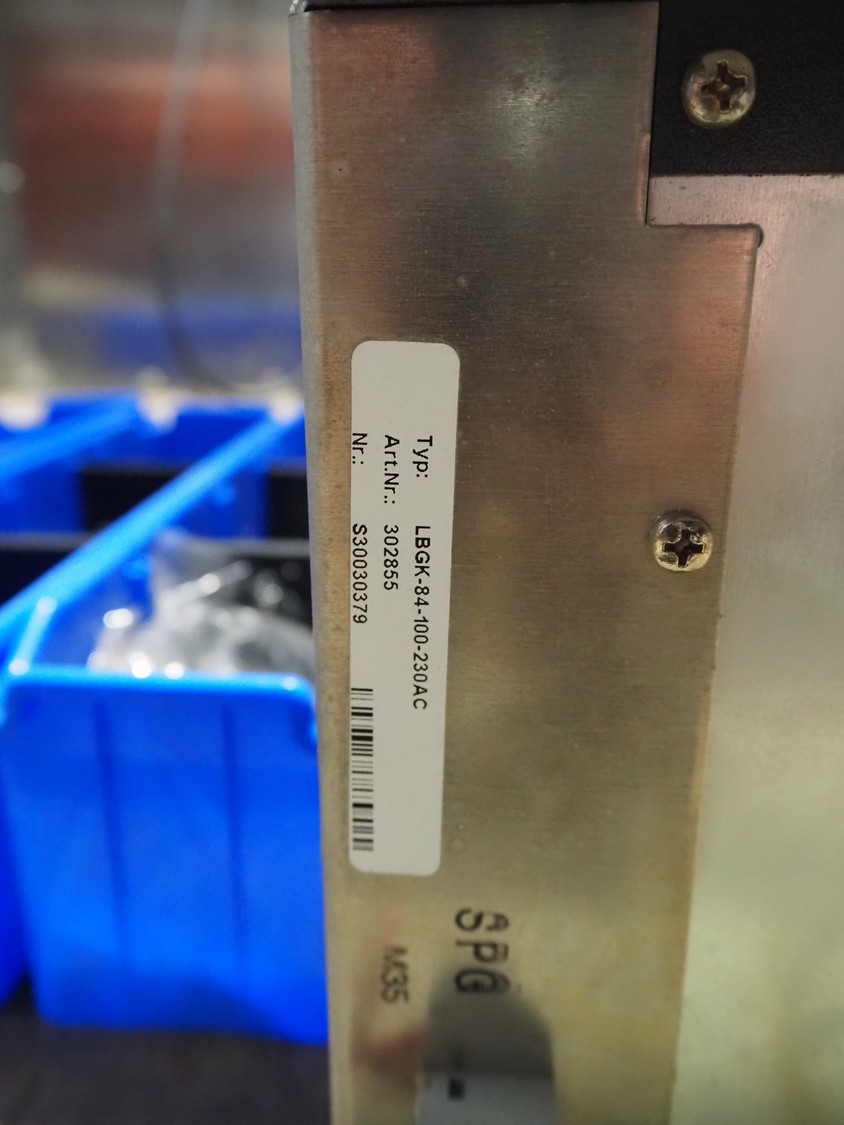 Typ: LBGK-84-100-230AC
Art.Nr.: 302855
Nr.: S30030379
SPG
M35